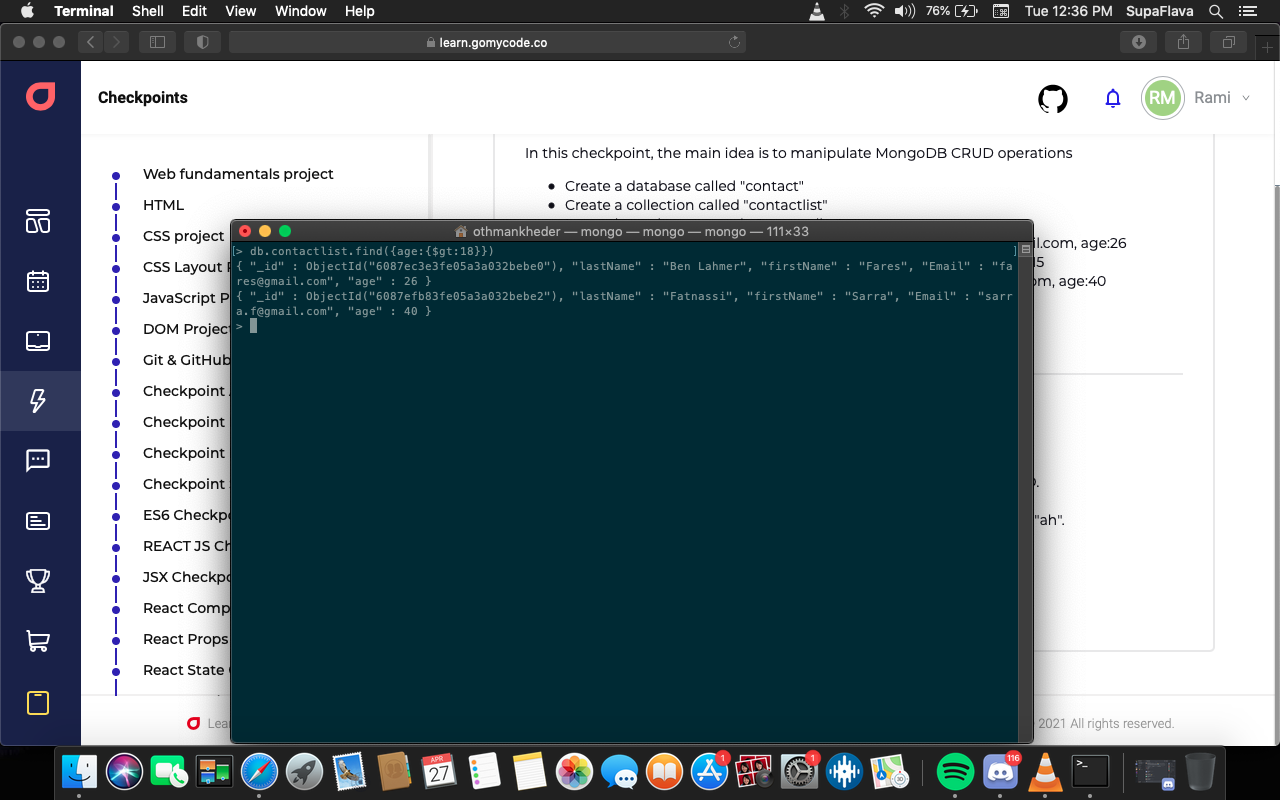 Terminal Shell Edit View Window Help 76% Tue 12:36 PM SupaFlava
learn.gomycode.co
Checkpoints
RM Rami
In this checkpoint, the main idea is to manipulate MongoDB CRUD operations
Create a database called "contact"
Create a collection called "contactlist"
il.com, age:26
15
om, age:40
"ah".
Web fundamentals project
HTML
CSS project
CSS Layout
JavaScript P
DOM Project
Git & GitHub
Checkpoint
Checkpoint
Checkpoint
Checkpoint
ES6 Checkpo
REACT JS Ch
JSX Checkpo
React Comp
React Props
React State
othmankheder — mongo — mongo — mongo — 111×33
[> db.contactlist.find({age:{$gt:18}}) ]
{ "_id" : ObjectId("6087ec3e3fe05a3a032bebe0"), "lastName" : "Ben Lahmer", "firstName" : "Fares", "Email" : "fa
res@gmail.com", "age" : 26 }
{ "_id" : ObjectId("6087efb83fe05a3a032bebe2"), "lastName" : "Fatnassi", "firstName" : "Sarra", "Email" : "sarr
a.f@gmail.com", "age" : 40 }
>
Lea
2021 All rights reserved.
APR
27
1
1
30
116
>_